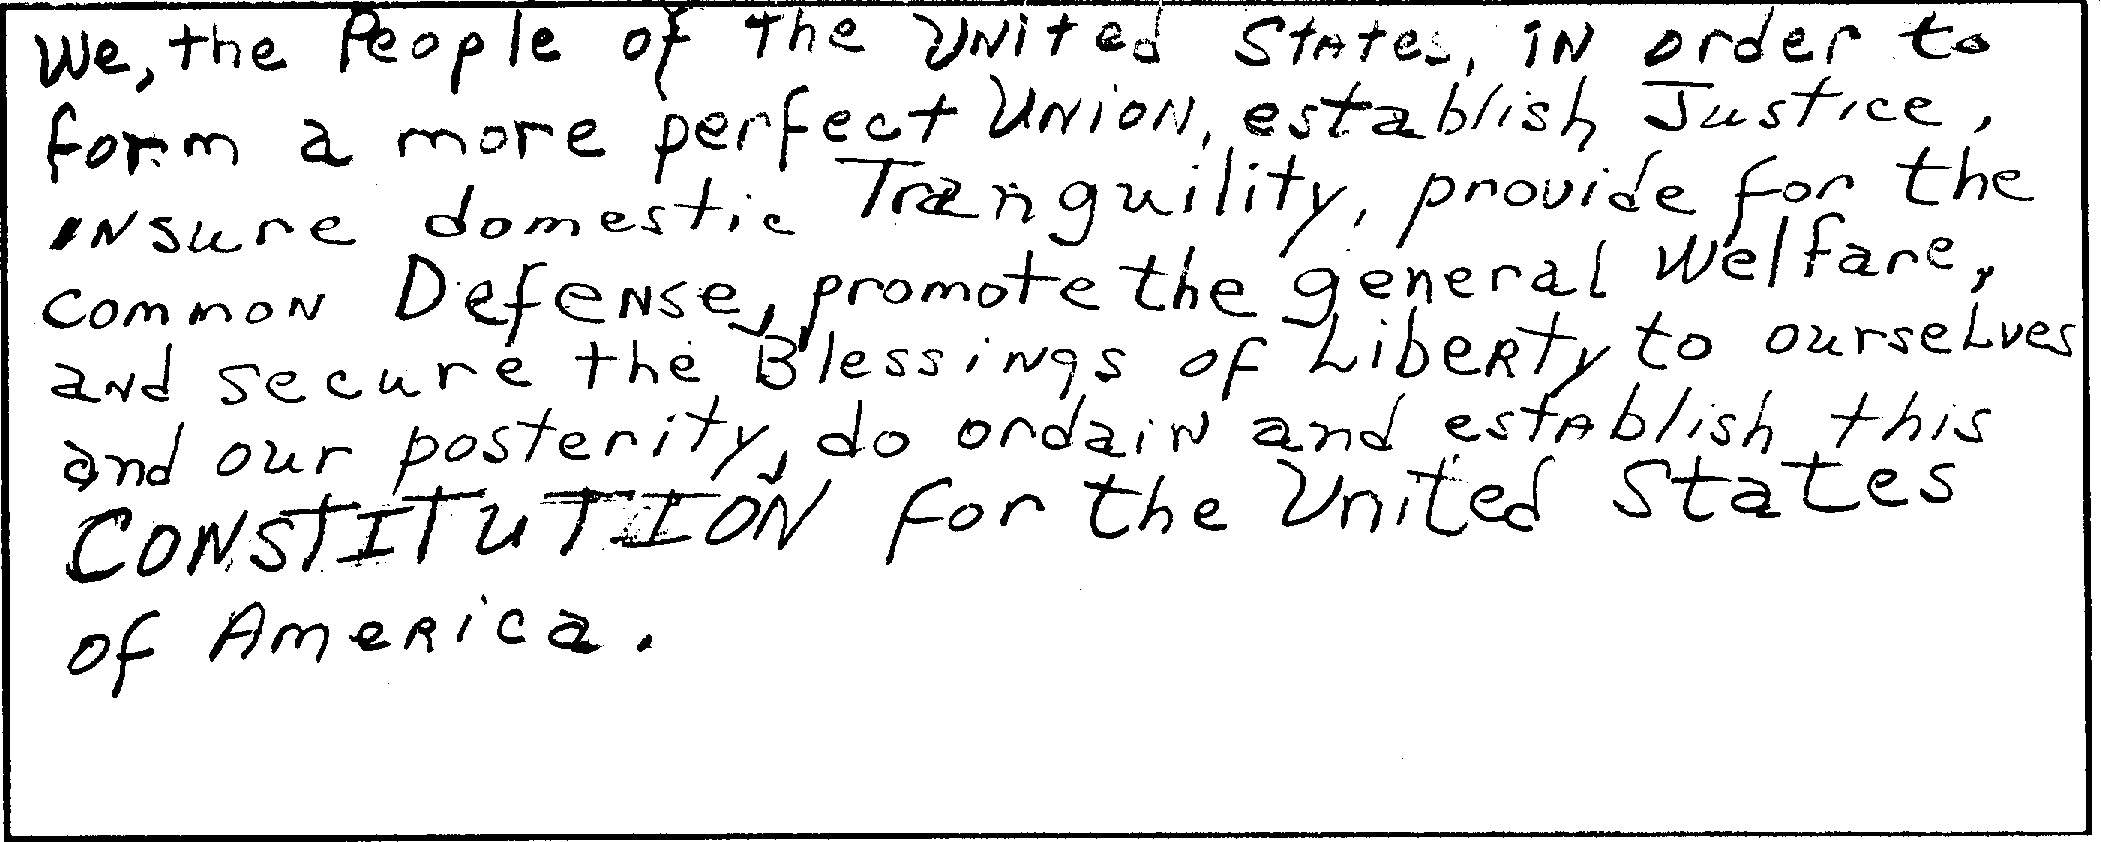 We, the People of the United States, in order to
form a more perfect Union, establish Justice,
insure domestic Tranquility, provide for the
common Defense, promote the general Welfare,
and secure the Blessings of Liberty to ourselves
and our posterity, do ordain and establish this
CONSTITUTION for the United States
of America.